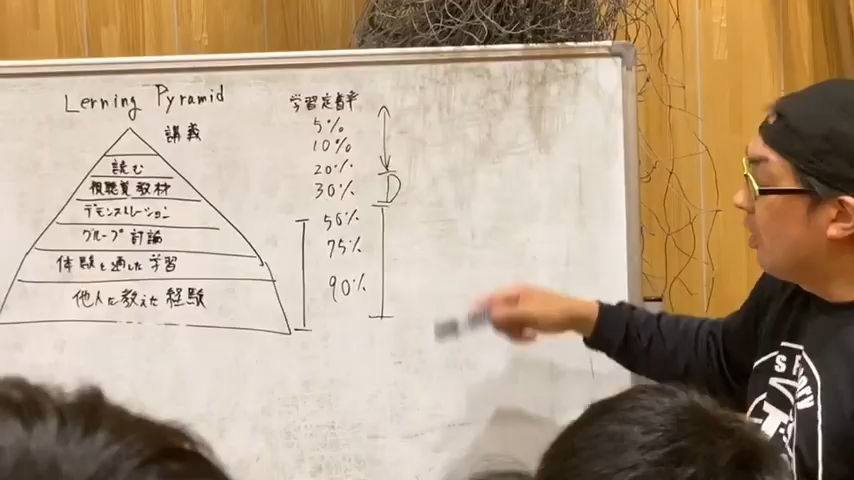 Lerning Pyramid
講義
読む
視聴覚教材
デモンストレーション
グループ討論
体験を通した学習
他人に教えた経験
学習定着率
5%
10%
20%
30%
50%
75%
90%
D